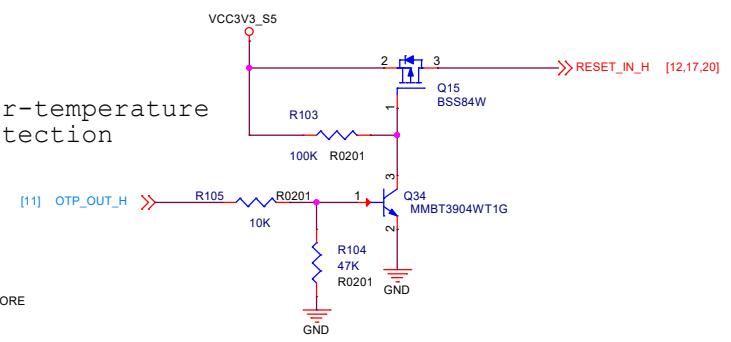 VCC3V3_S5
2
3
RESET_IN_H [12,17,20]
Q15
BSS84W
1
r-temperature
tection
R103
100K R0201
3
[11] OTP_OUT_H
R105
R0201
1
Q34
MMBT3904WT1G
10K
2
R104
47K
R0201
GND
ORE
GND